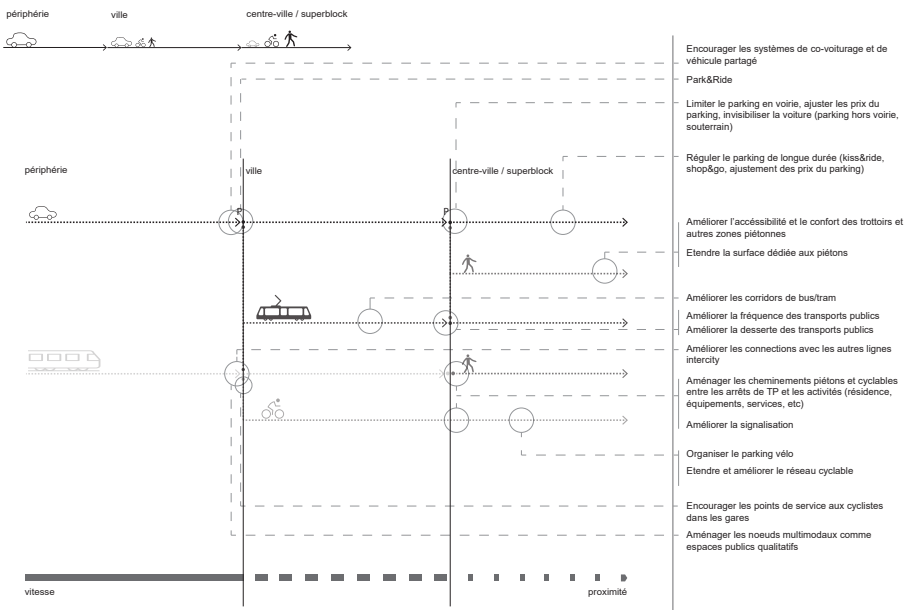 périphérie
ville
centre-ville / superblock
Encourager les systèmes de co-voiturage et de
véhicule partagé
Park&Ride
Limiter le parking en voirie, ajuster les prix du
parking, invisibiliser la voiture (parking hors voirie,
souterrain)
Réguler le parking de longue durée (kiss&ride,
shop&go, ajustement des prix du parking)
périphérie
ville
centre-ville / superblock
P
P
Améliorer l'accéssibilité et le confort des trottoirs et
autres zones piétonnes
Etendre la surface dédiée aux piétons
Améliorer les corridors de bus/tram
Améliorer la fréquence des transports publics
Améliorer la desserte des transports publics
Améliorer les connections avec les autres lignes
intercity
Aménager les cheminements piétons et cyclables
entre les arrêts de TP et les activités (résidence,
équipements, services, etc)
Améliorer la signalisation
Organiser le parking vélo
Etendre et améliorer le réseau cyclable
Encourager les points de service aux cyclistes
dans les gares
Aménager les noeuds multimodaux comme
espaces publics qualitatifs
vitesse
proximité